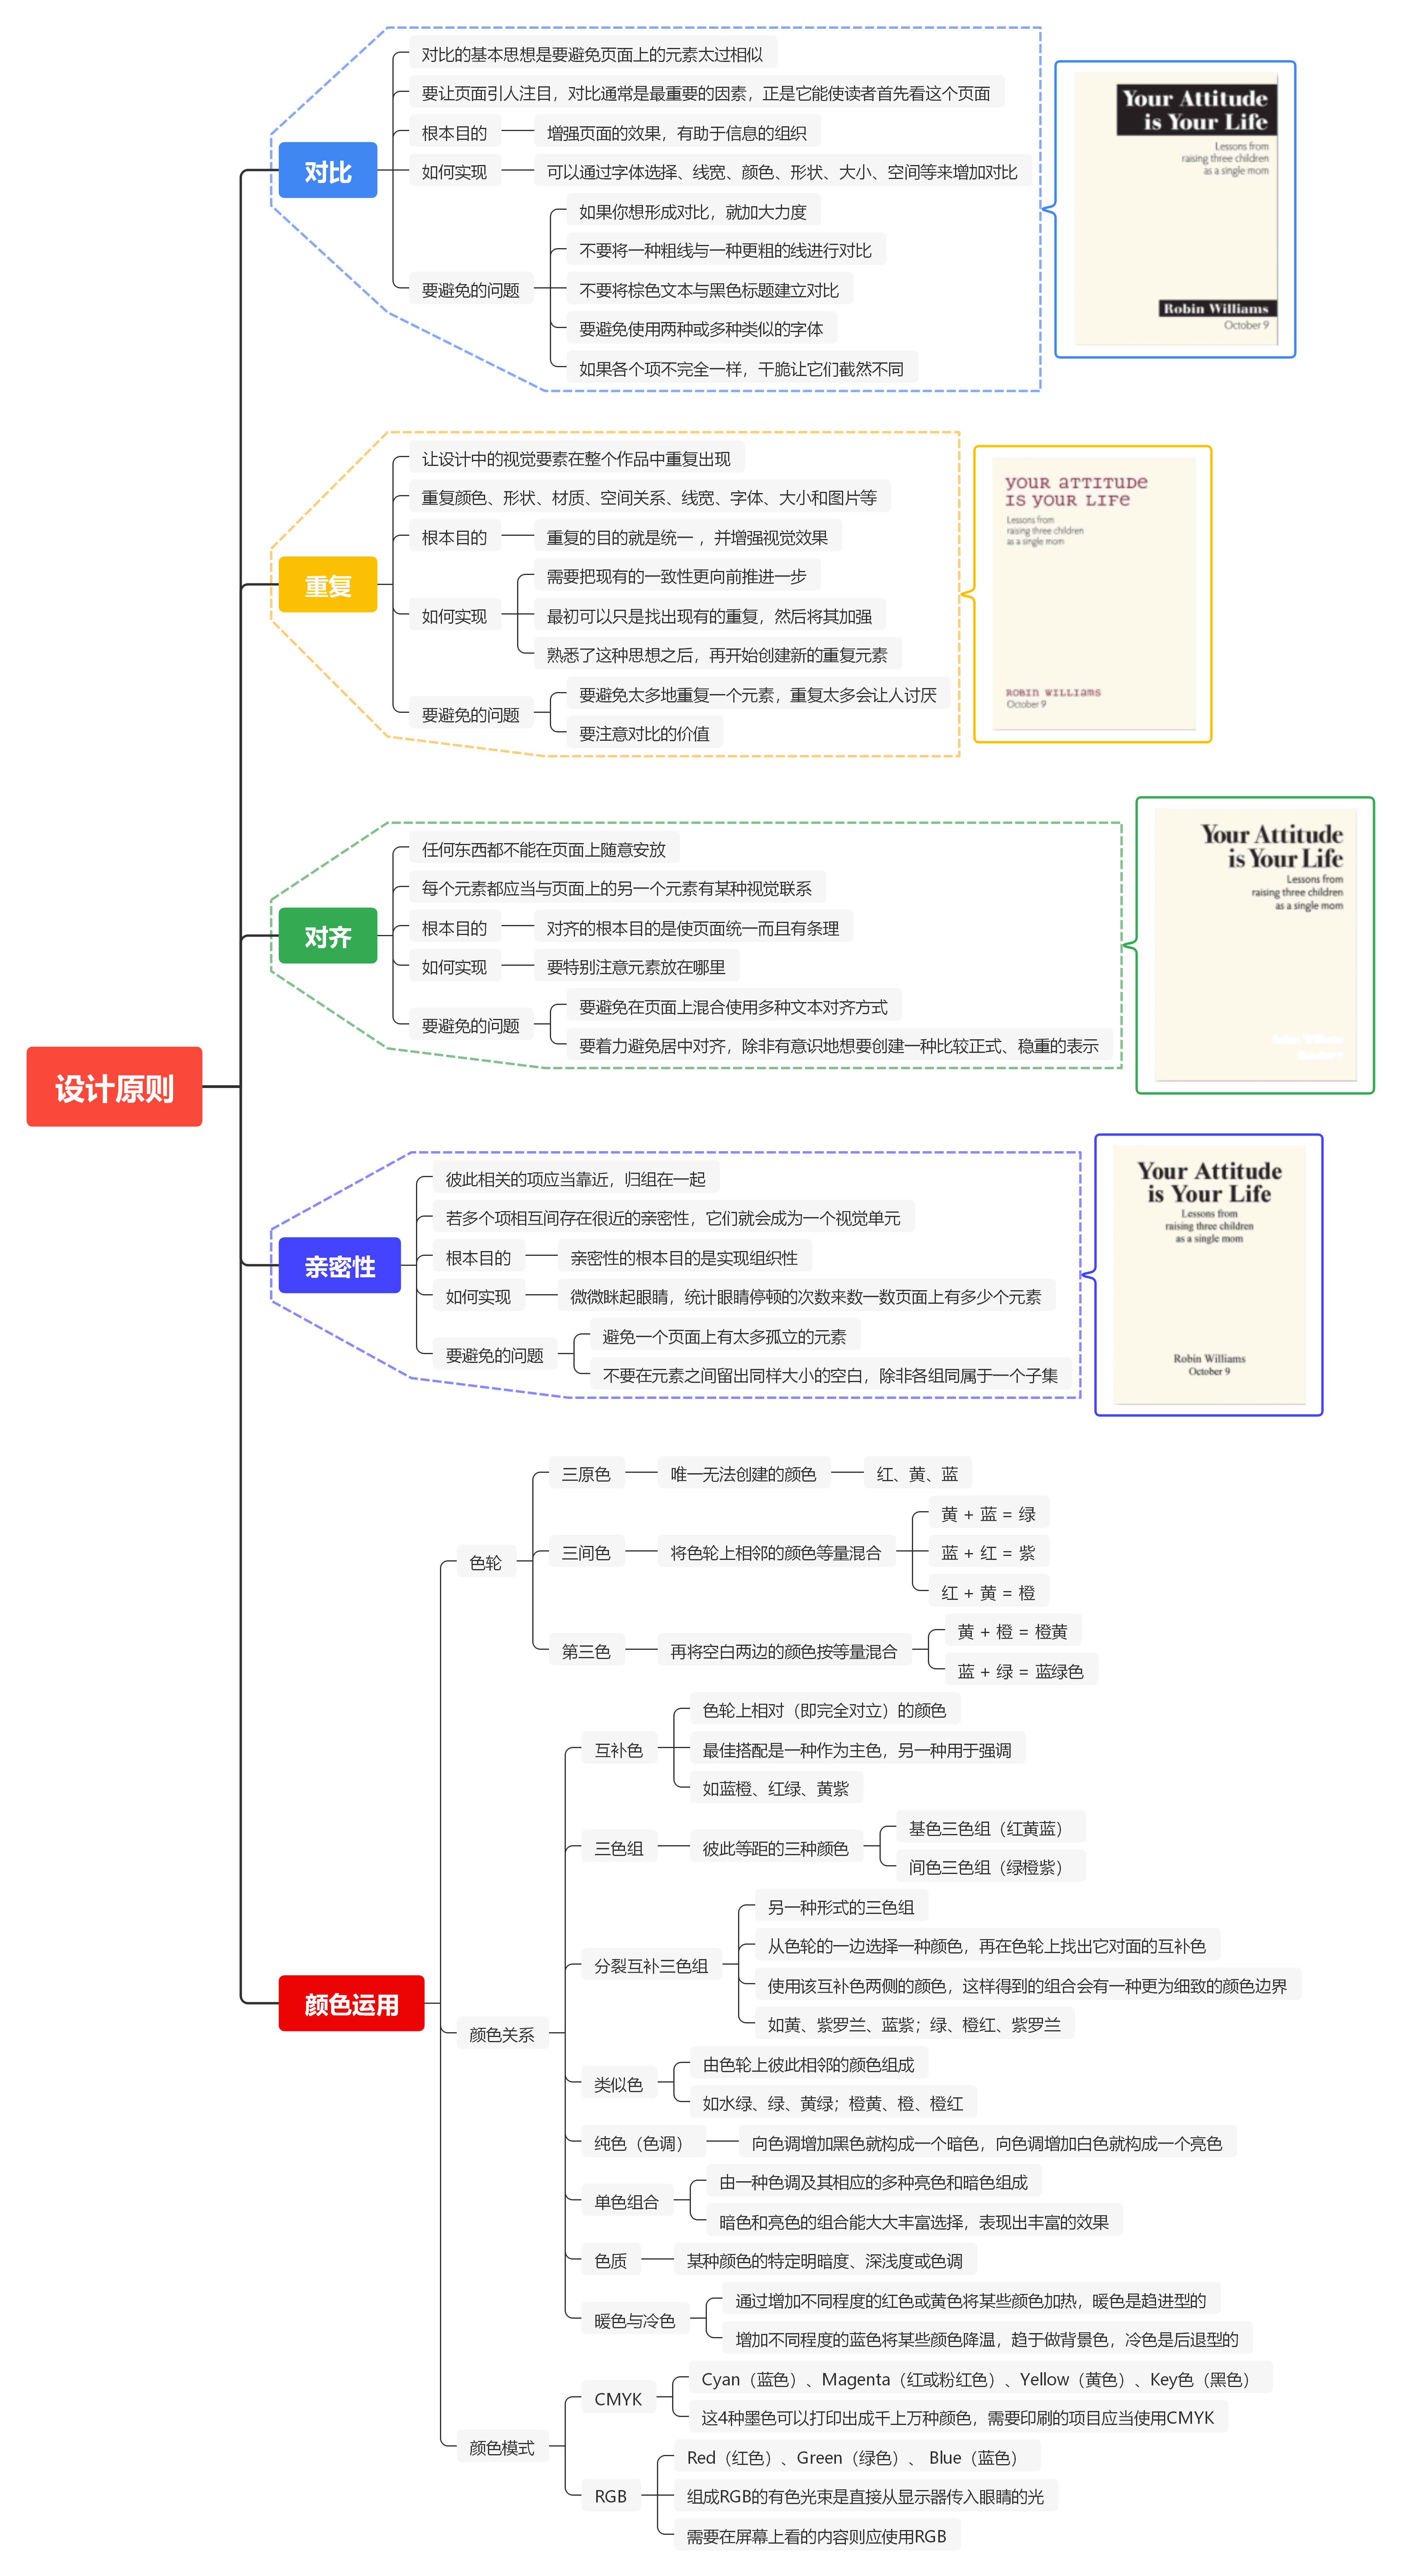 设计原则
对比
对比的基本思想是要避免页面上的元素太过相似
要让页面引人注目，对比通常是最重要的因素，正是它能使读者首先看这个页面
根本目的
增强页面的效果，有助于信息的组织
如何实现
可以通过字体选择、线宽、颜色、形状、大小、空间等来增加对比
要避免的问题
如果你想形成对比，就加大力度
不要将一种粗线与一种更粗的线进行对比
不要将棕色文本与黑色标题建立对比
要避免使用两种或多种类似的字体
如果各个项不完全一样，干脆让它们截然不同
Your Attitude
is Your Life
Lessons from
raising three children
as a single mom
Robin Williams
October 9
重复
让设计中的视觉要素在整个作品中重复出现
重复颜色、形状、材质、空间关系、线宽、字体、大小和图片等
根本目的
重复的目的就是统一 ，并增强视觉效果
如何实现
需要把现有的一致性更向前推进一步
最初可以只是找出现有的重复，然后将其加强
熟悉了这种思想之后，再开始创建新的重复元素
要避免的问题
要避免太多地重复一个元素，重复太多会让人讨厌
要注意对比的价值
YOUR ATTITUDE
IS YOUR LIFE
Lessons from
raising three children
as a single mom
ROBIN WILLIAMS
October 9
对齐
任何东西都不能在页面上随意安放
每个元素都应当与页面上的另一个元素有某种视觉联系
根本目的
对齐的根本目的是使页面统一而且有条理
如何实现
要特别注意元素放在哪里
要避免的问题
要避免在页面上混合使用多种文本对齐方式
要着力避免居中对齐，除非有意识地想要创建一种比较正式、稳重的表示
Your Attitude
is Your Life
Lessons from
raising three children
as a single mom
亲密性
彼此相关的项应当靠近，归组在一起
若多个项相互间存在很近的亲密性，它们就会成为一个视觉单元
根本目的
亲密性的根本目的是实现组织性
如何实现
微微眯起眼睛，统计眼睛停顿的次数来数一数页面上有多少个元素
要避免的问题
避免一个页面上有太多孤立的元素
不要在元素之间留出同样大小的空白，除非各组同属于一个子集
Your Attitude
is Your Life
Lessons from
raising three children
as a single mom
Robin Williams
October 9
颜色运用
色轮
三原色
唯一无法创建的颜色
红、黄、蓝
三间色
将色轮上相邻的颜色等量混合
黄 + 蓝 = 绿
蓝 + 红 = 紫
红 + 黄 = 橙
第三色
再将空白两边的颜色按等量混合
黄 + 橙 = 橙黄
蓝 + 绿 = 蓝绿色
颜色关系
互补色
色轮上相对（即完全对立）的颜色
最佳搭配是一种作为主色，另一种用于强调
如蓝橙、红绿、黄紫
三色组
彼此等距的三种颜色
基色三色组（红黄蓝）
间色三色组（绿橙紫）
分裂互补三色组
另一种形式的三色组
从色轮的一边选择一种颜色，再在色轮上找出它对面的互补色
使用该互补色两侧的颜色，这样得到的组合会有一种更为细致的颜色边界
如黄、紫罗兰、蓝紫；绿、橙红、紫罗兰
类似色
由色轮上彼此相邻的颜色组成
如水绿、绿、黄绿；橙黄、橙、橙红
纯色（色调）
向色调增加黑色就构成一个暗色，向色调增加白色就构成一个亮色
单色组合
由一种色调及其相应的多种亮色和暗色组成
暗色和亮色的组合能大大丰富选择，表现出丰富的效果
色质
某种颜色的特定明暗度、深浅度或色调
暖色与冷色
通过增加不同程度的红色或黄色将某些颜色加热，暖色是趋进型的
增加不同程度的蓝色将某些颜色降温，趋于做背景色，冷色是后退型的
颜色模式
CMYK
Cyan（蓝色）、Magenta（红或粉红色）、Yellow（黄色）、Key色（黑色）
这4种墨色可以打印出成千上万种颜色，需要印刷的项目应当使用CMYK
RGB
Red（红色）、Green（绿色）、 Blue（蓝色）
组成RGB的有色光束是直接从显示器传入眼睛的光
需要在屏幕上看的内容则应使用RGB